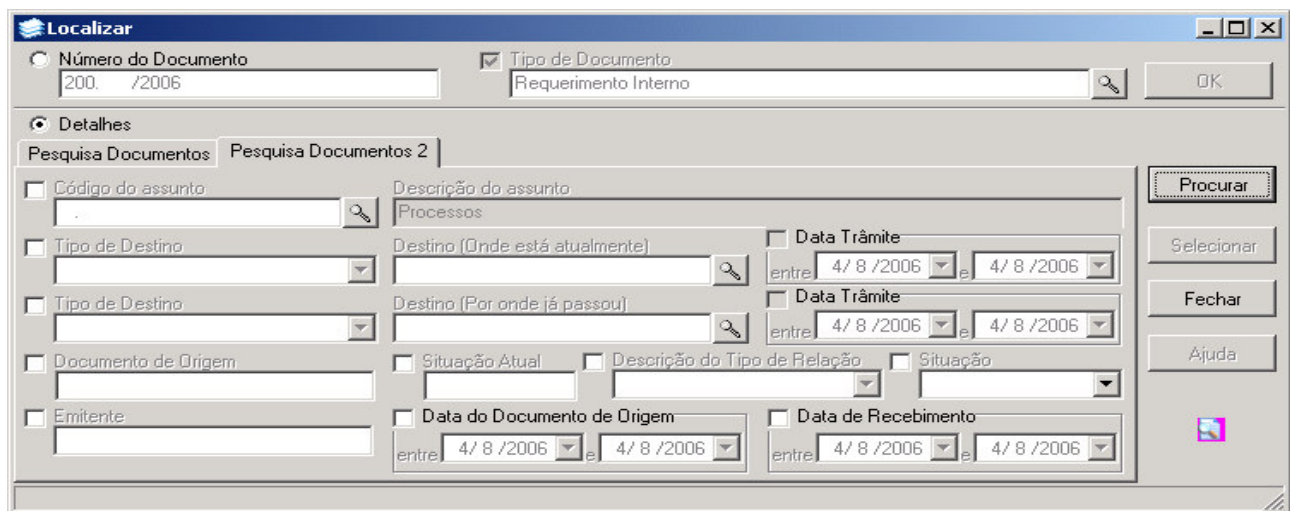 Localizar
Número do Documento Tipo de Documento
200. /2006 Requerimento Interno OK
Detalhes
Pesquisa Documentos Pesquisa Documentos 2
Código do assunto Descrição do assunto Procurar
. Processos
Tipo de Destino Destino (Onde está atualmente) Data Trâmite Selecionar
entre 4/ 8 /2006 e 4/ 8 /2006
Tipo de Destino Destino (Por onde já passou) Data Trâmite Fechar
entre 4/ 8 /2006 e 4/ 8 /2006
Documento de Origem Situação Atual Descrição do Tipo de Relação Situação Ajuda
Emitente Data do Documento de Origem Data de Recebimento
entre 4/ 8 /2006 e 4/ 8 /2006 entre 4/ 8 /2006 e 4/ 8 /2006